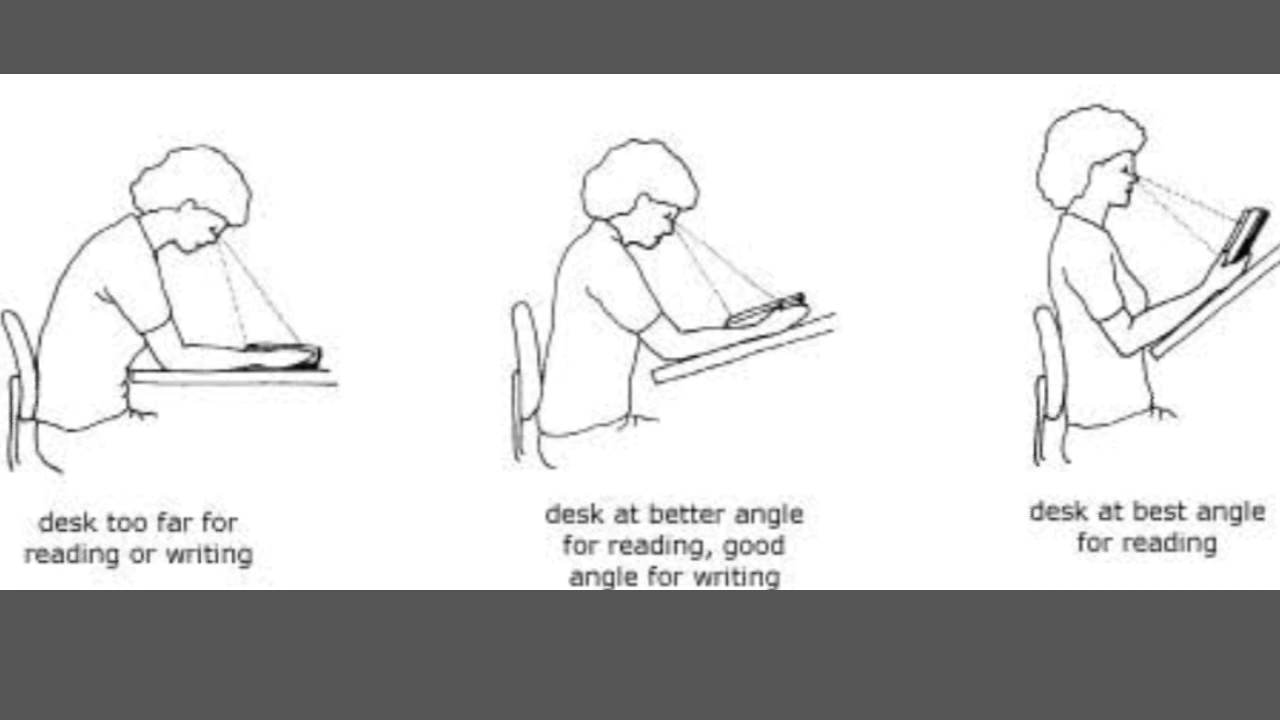 desk too far for
reading or writing
desk at better angle
for reading, good
angle for writing
desk at best angle
for reading